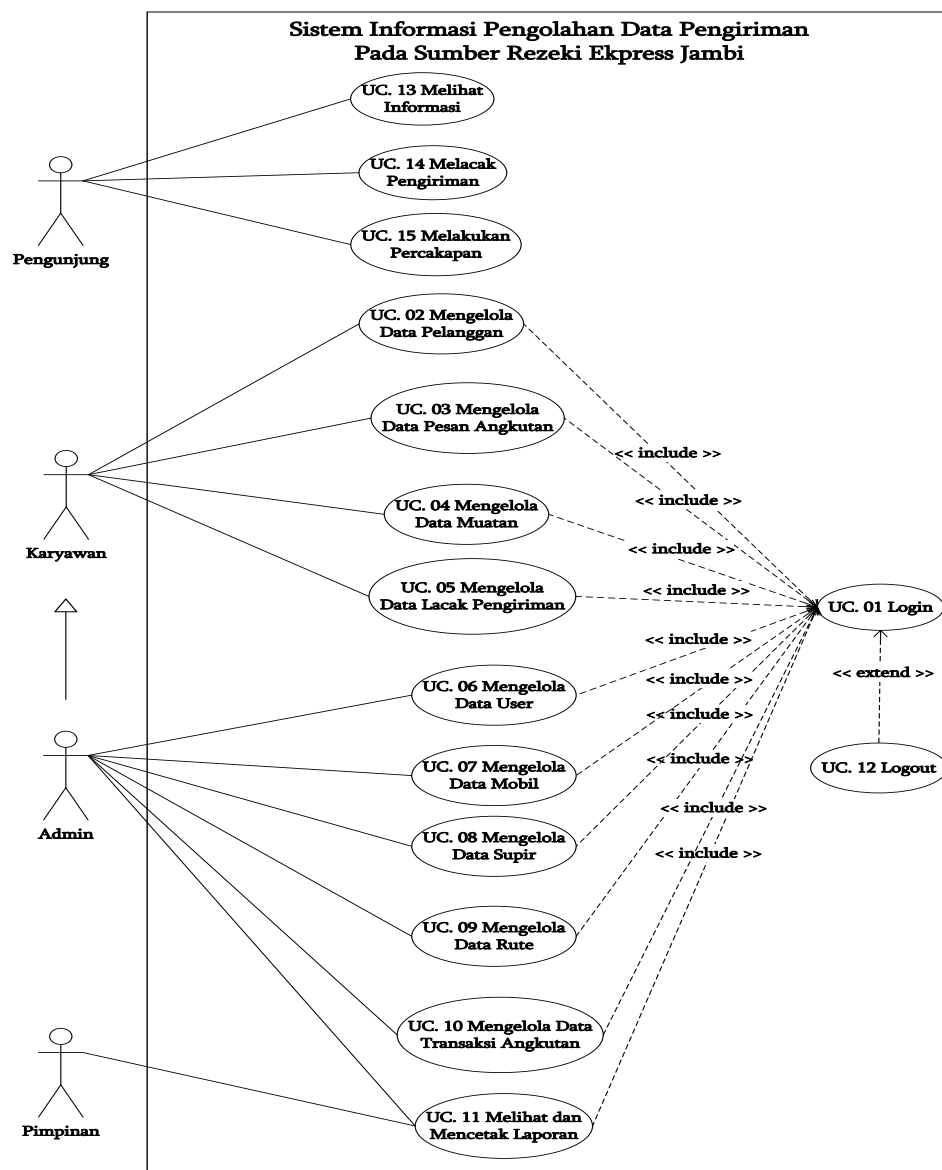 Sistem Informasi Pengolahan Data Pengiriman
Pada Sumber Rezeki Ekpress Jambi
UC. 13 Melihat
Informasi
UC. 14 Melacak
Pengiriman
UC. 15 Melakukan
Percakapan
Pengunjung
UC. 02 Mengelola
Data Pelanggan
UC. 03 Mengelola
Data Pesan Angkutan
<< include >>
<< include >>
UC. 04 Mengelola
Data Muatan
<< include >>
Karyawan
UC. 05 Mengelola
Data Lacak Pengiriman
<< include >>
UC. 01 Login
<< include >>
<< extend >>
UC. 06 Mengelola
Data User
<< include >>
<< include >>
UC. 07 Mengelola
Data Mobil
<< include >>
UC. 12 Logout
<< include >>
Admin
UC. 08 Mengelola
Data Supir
<< include >>
UC. 09 Mengelola
Data Rute
UC. 10 Mengelola Data
Transaksi Angkutan
UC. 11 Melihat dan
Mencetak Laporan
Pimpinan